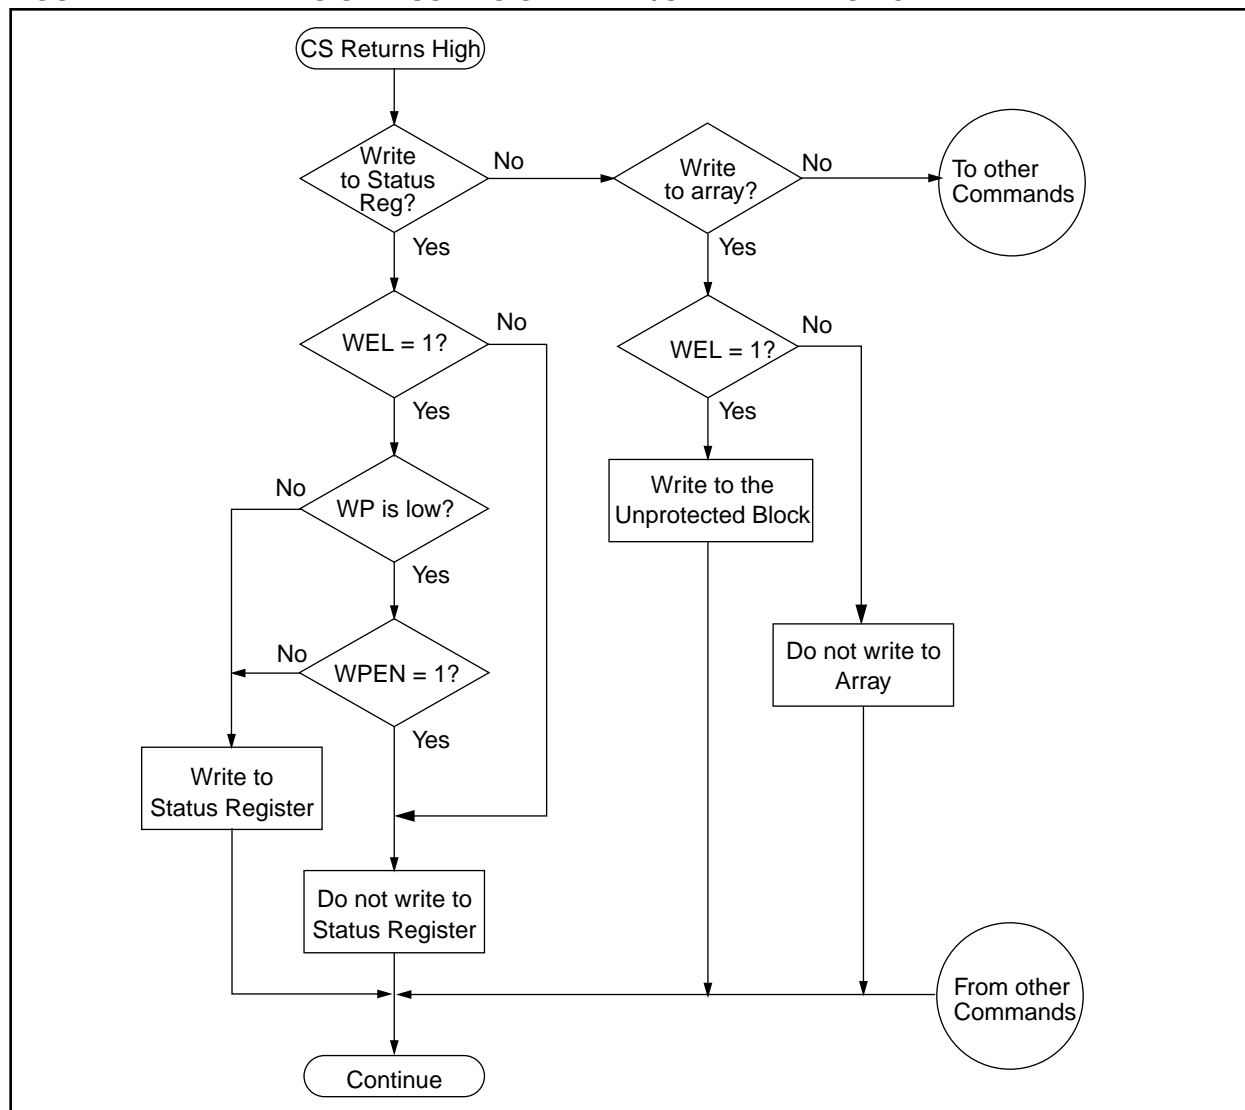 CS Returns High
Write
to Status
Reg?
No
Write
to array?
No
To other
Commands
Yes
Yes
WEL = 1?
No
WEL = 1?
No
Yes
Yes
No
WP is low?
Write to the
Unprotected Block
Yes
No
WPEN = 1?
Do not write to
Array
Yes
Write to
Status Register
Do not write to
Status Register
From other
Commands
Continue